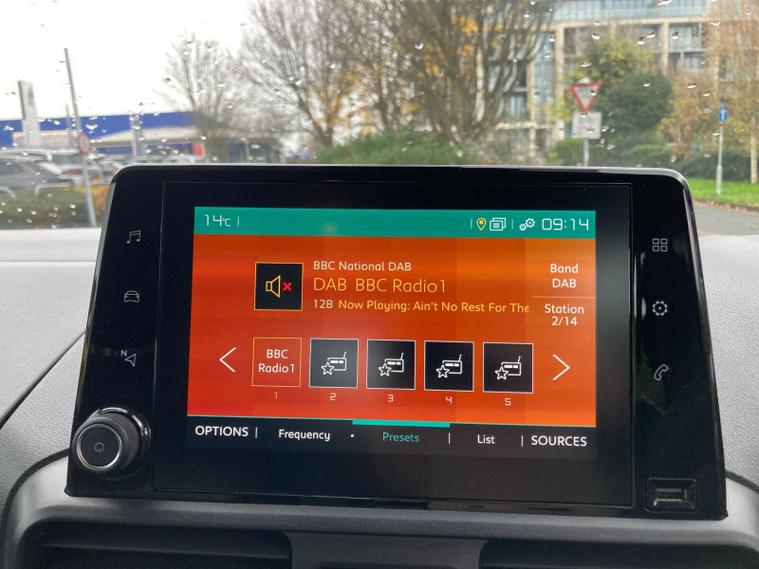 14°C
09:14
BBC National DAB
DAB BBC Radio1
12B Now Playing: Ain't No Rest For The
Band
DAB
Station
2/14
BBC
Radio1
1
2
3
4
5
OPTIONS
Frequency
Presets
List
SOURCES
N